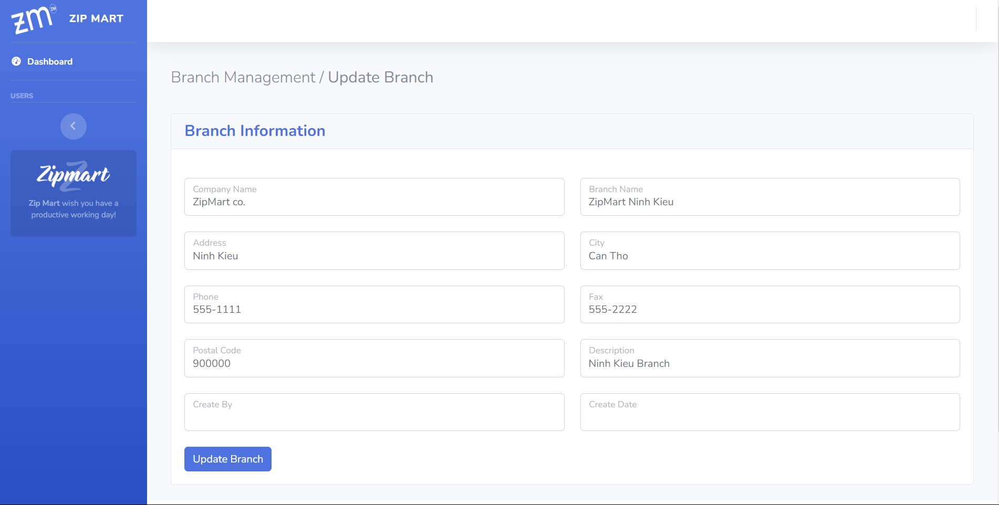 zm ZM
ZIP MART
Dashboard
USERS
Zipmart
Zip Mart wish you have a
productive working day!
Branch Management / Update Branch
Branch Information
Company Name
ZipMart co.
Branch Name
ZipMart Ninh Kieu
Address
Ninh Kieu
City
Can Tho
Phone
555-1111
Fax
555-2222
Postal Code
900000
Description
Ninh Kieu Branch
Create By
Create Date
Update Branch